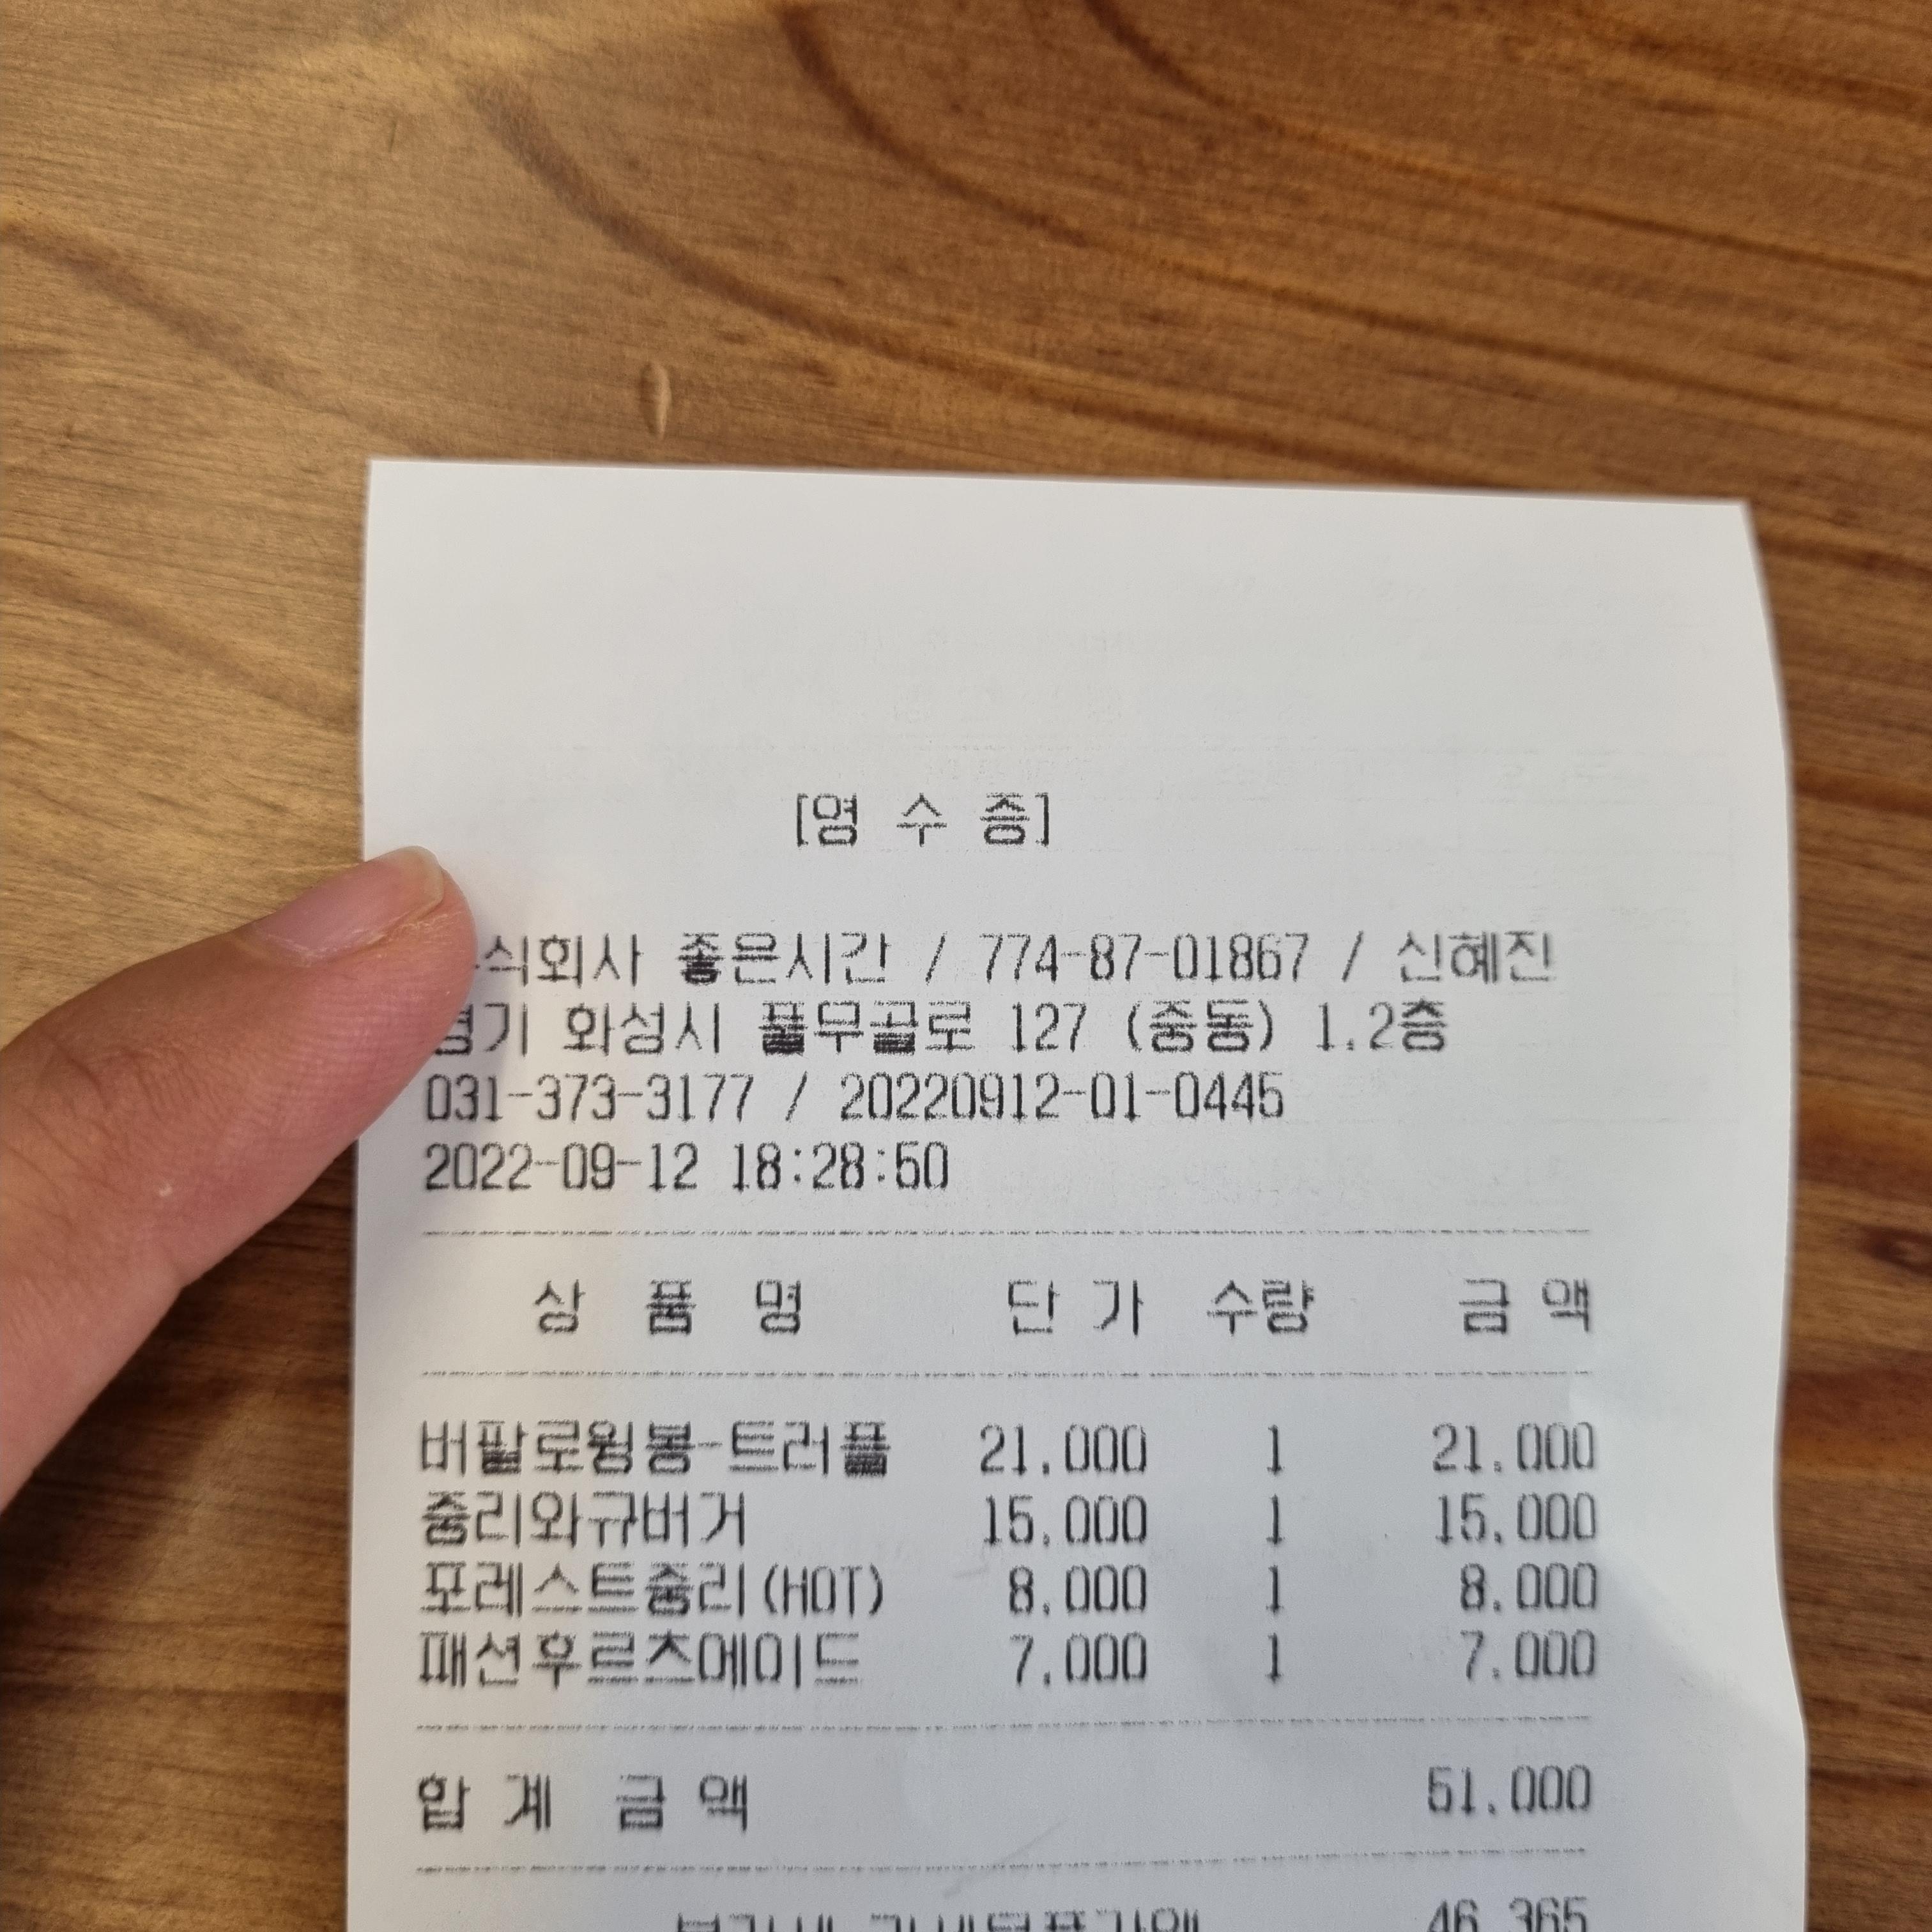 [영 수 증]
주식회사 좋은시간 / 774-87-01867 / 신혜진
경기 화성시 풀무골로 127 (중동) 1,2층
031-373-3177 / 20220912-01-0445
2022-09-12 18:28:50
상 품 명 단 가 수량 금 액
버팔로윙봉-트러플 21,000 1 21,000
숲리와규버거 15,000 1 15,000
포레스트숲리(HOT) 8,000 1 8,000
패션후르츠에이드 7,000 1 7,000
합 계 금 액 51,000
46,365